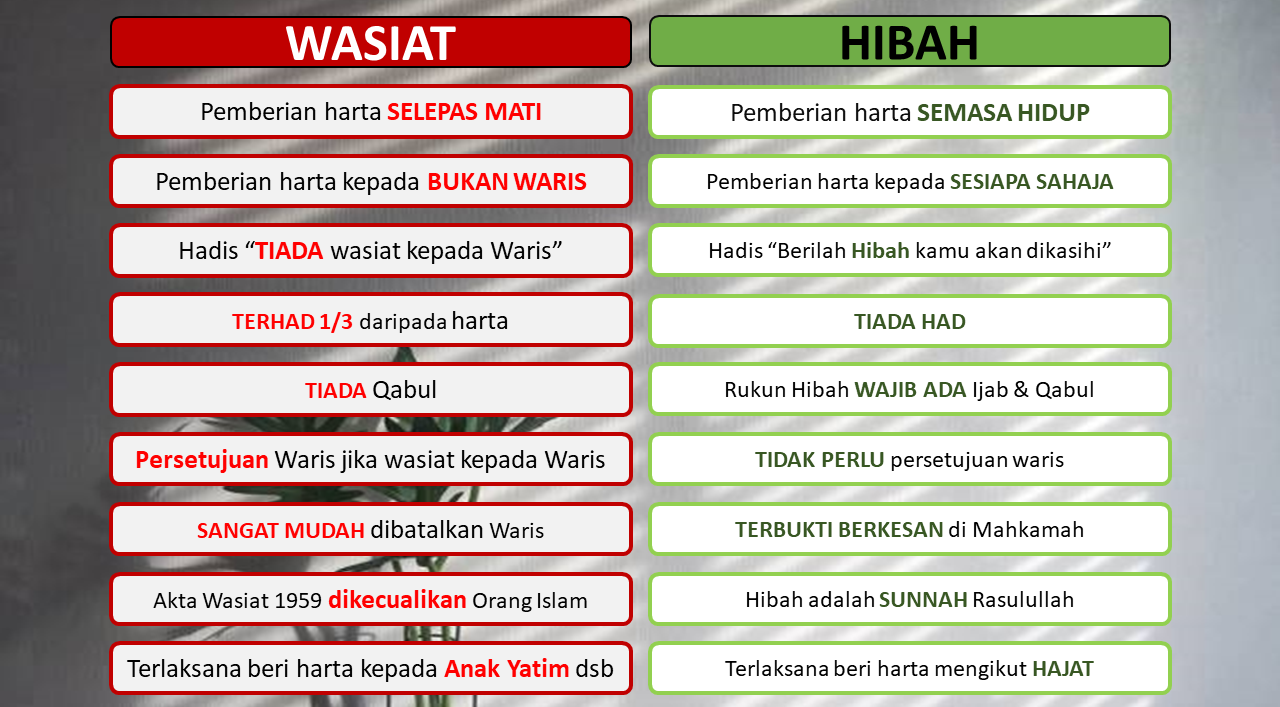 WASIAT
HIBAH
Pemberian harta SELEPAS MATI
Pemberian harta SEMASA HIDUP
Pemberian harta kepada BUKAN WARIS
Pemberian harta kepada SESIAPA SAHAJA
Hadis “TIADA wasiat kepada Waris”
Hadis “Berilah Hibah kamu akan dikasihi”
TERHAD 1/3 daripada harta
TIADA HAD
TIADA Qabul
Rukun Hibah WAJIB ADA Ijab & Qabul
Persetujuan Waris jika wasiat kepada Waris
TIDAK PERLU persetujuan waris
SANGAT MUDAH dibatalkan Waris
TERBUKTI BERKESAN di Mahkamah
Akta Wasiat 1959 dikecualikan Orang Islam
Hibah adalah SUNNAH Rasulullah
Terlaksana beri harta kepada Anak Yatim dsb
Terlaksana beri harta mengikut HAJAT